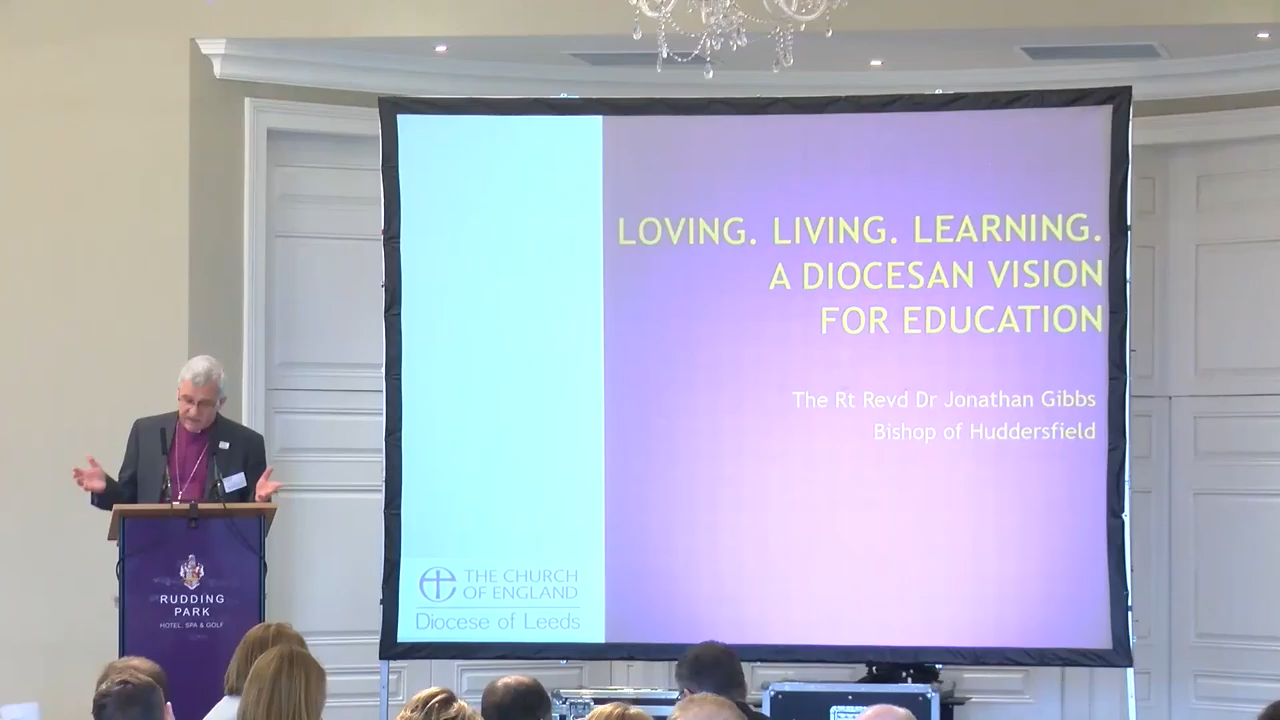 LOVING. LIVING. LEARNING.
A DIOCESAN VISION
FOR EDUCATION
The Rt Revd Dr Jonathan Gibbs
Bishop of Huddersfield
THE CHURCH
OF ENGLAND
Diocese of Leeds
RUDDING
PARK
HOTEL, SPA & GOLF